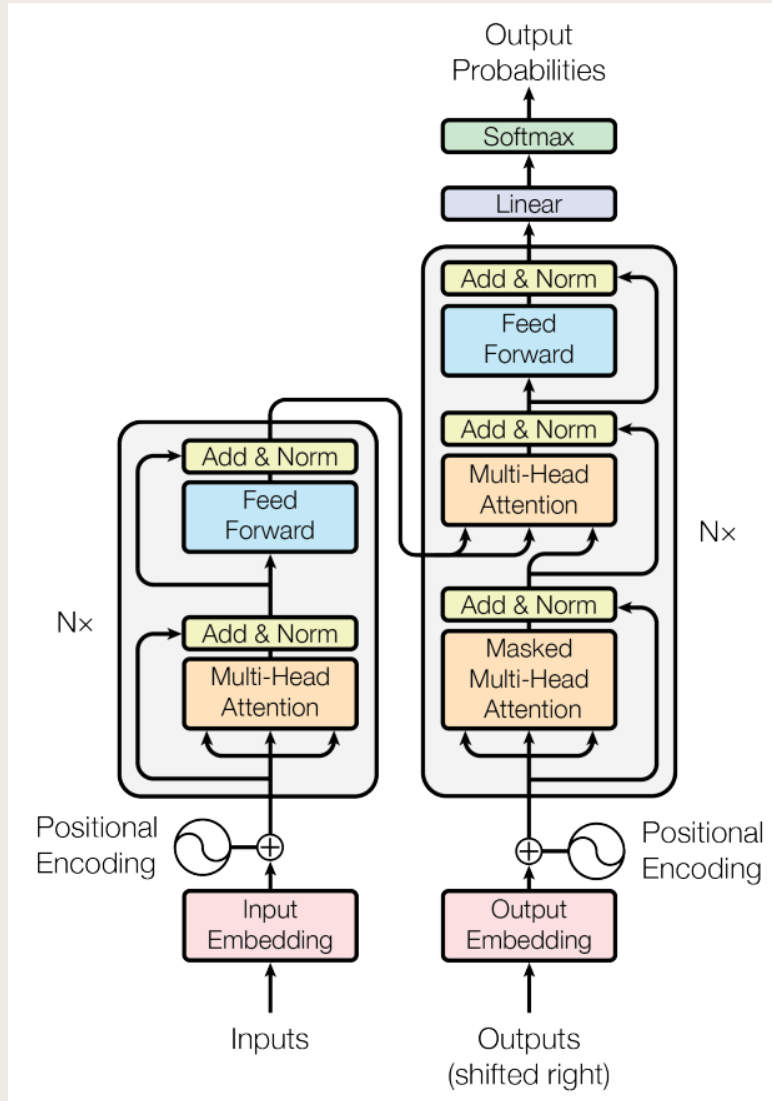 Output
Probabilities
Softmax
Linear
Add & Norm
Feed
Forward
Add & Norm
Multi-Head
Attention
Add & Norm
Masked
Multi-Head
Attention
N×
Add & Norm
Feed
Forward
Add & Norm
Multi-Head
Attention
N×
Positional
Encoding
Positional
Encoding
Input
Embedding
Output
Embedding
Inputs
Outputs
(shifted right)